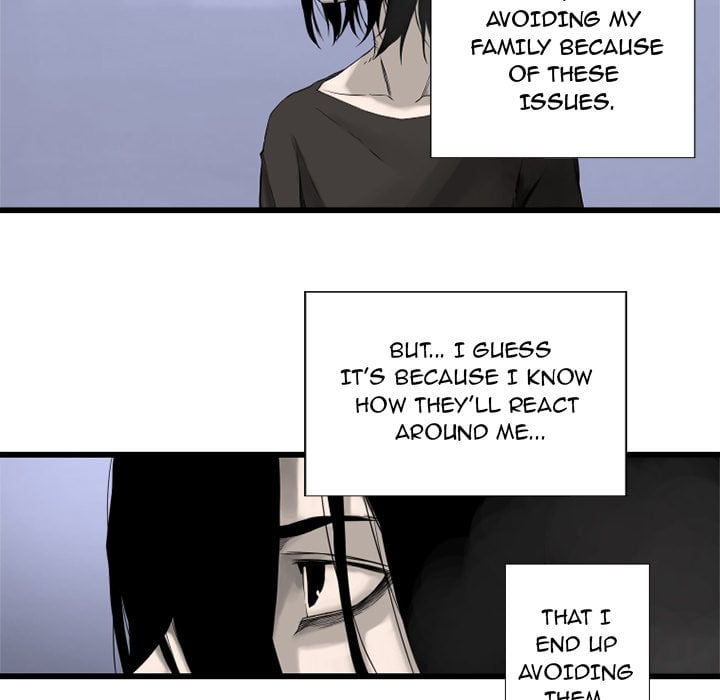 AVOIDING MY
FAMILY BECAUSE
OF THESE
ISSUES.
BUT... I GUESS
IT'S BECAUSE I KNOW
HOW THEY'LL REACT
AROUND ME...
THAT I
END UP
AVOIDING
THEM